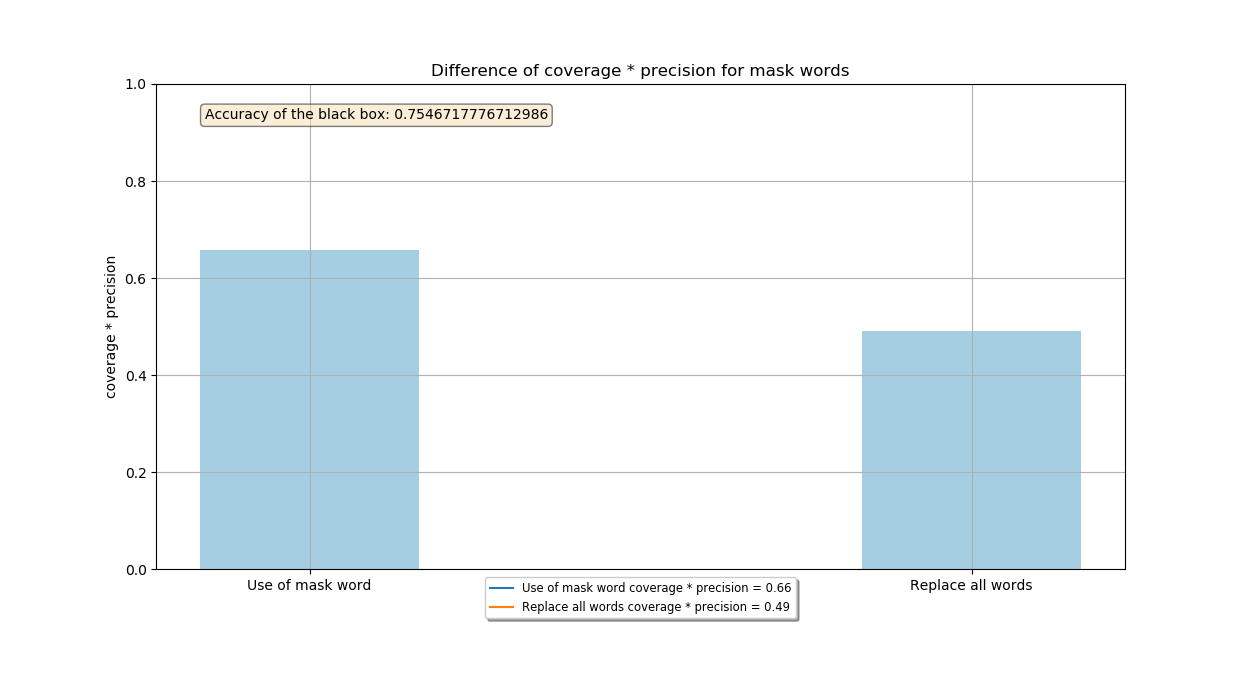 Difference of coverage * precision for mask words
Accuracy of the black box: 0.7546717776712986
coverage * precision
1.0
0.8
0.6
0.4
0.2
0.0
Use of mask word
Replace all words
Use of mask word coverage * precision = 0.66
Replace all words coverage * precision = 0.49